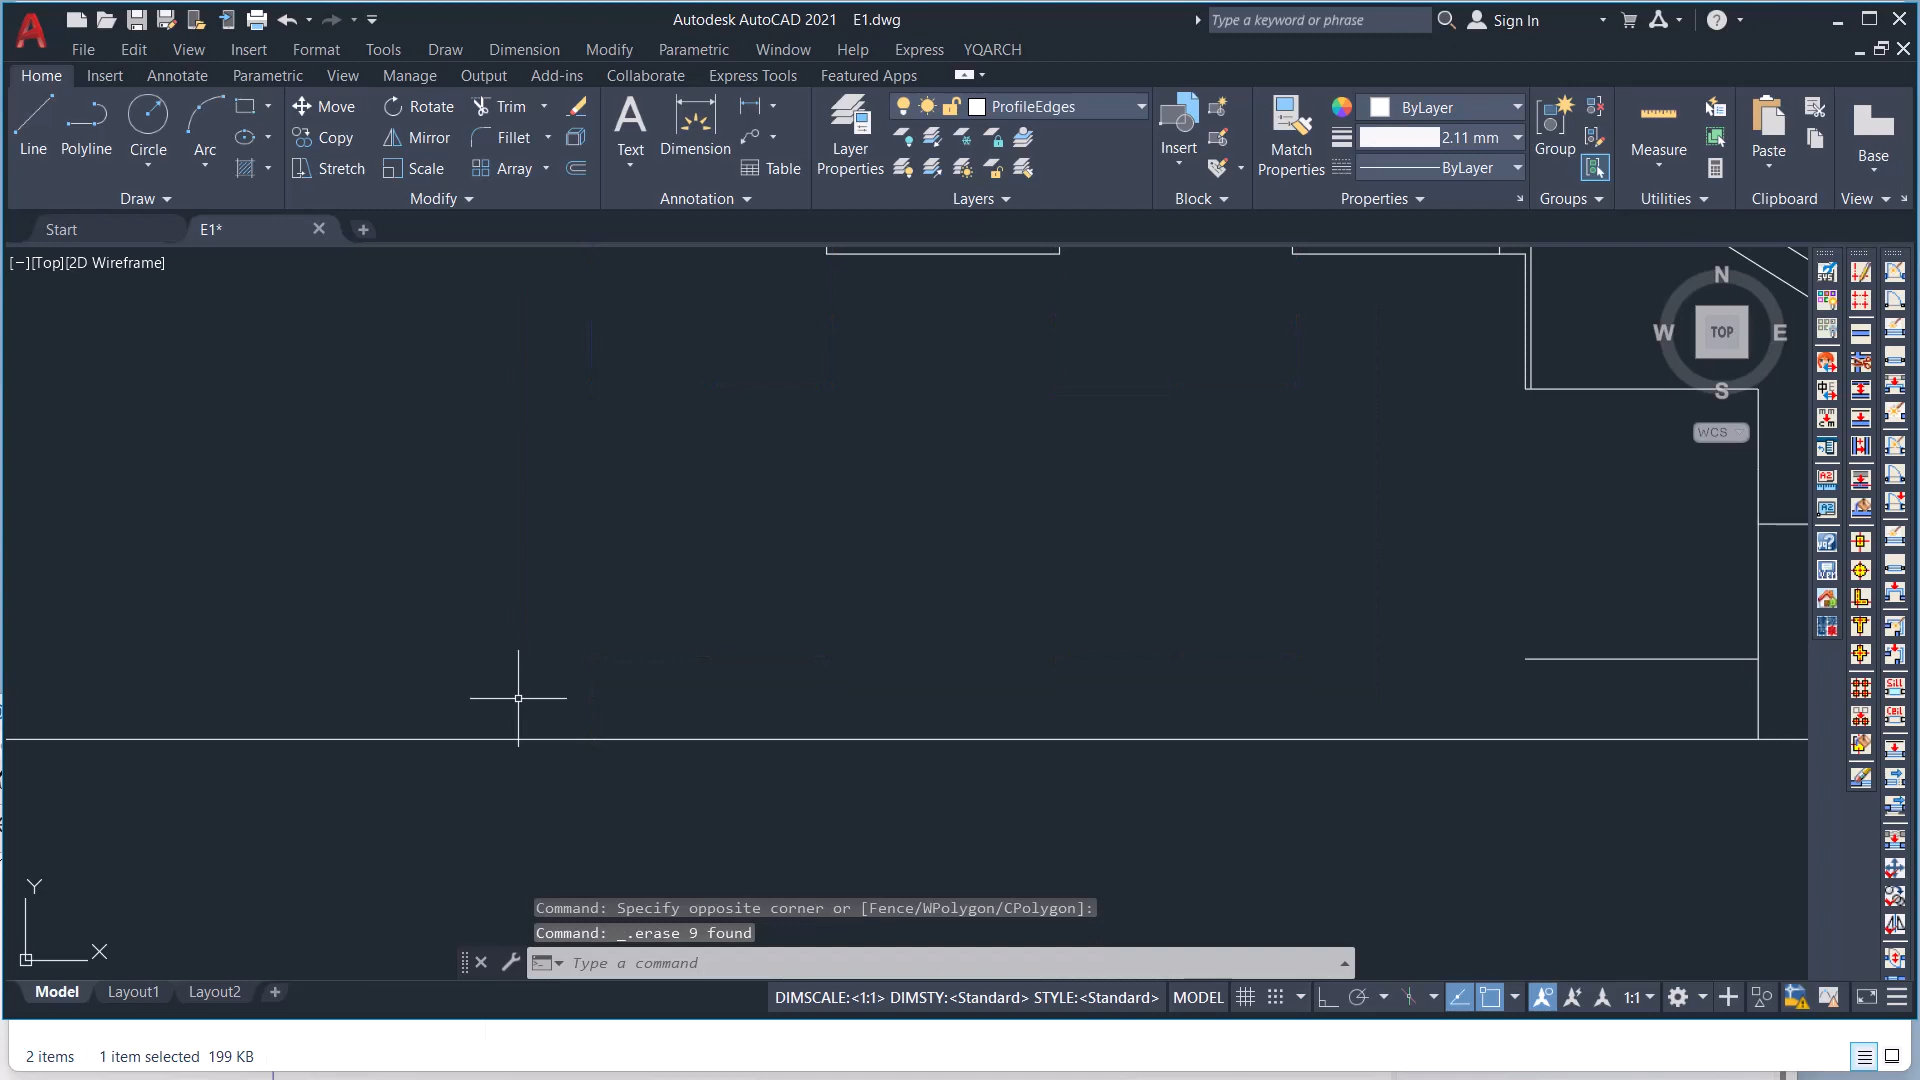 Autodesk AutoCAD 2021 E1.dwg
Type a keyword or phrase
Sign In
File Edit View Insert Format Tools Draw Dimension Modify Parametric Window Help Express YQARCH
Home Insert Annotate Parametric View Manage Output Add-ins Collaborate Express Tools Featured Apps
Line Polyline Circle Arc
Move Rotate Trim
Copy Mirror Fillet
Stretch Scale Array
Text Dimension Table
Layer Properties
ProfileEdges
Insert
Match Properties
ByLayer
2.11 mm
ByLayer
Group
Measure
Paste
Base
Draw Modify Annotation Layers Block Properties Groups Utilities Clipboard View
Start E1*
[−][Top][2D Wireframe]
N
W TOP E
S
WCS
SYS
Sill
Ceil
Y
X
Command: Specify opposite corner or [Fence/WPolygon/CPolygon]:
Command: _.erase 9 found
Type a command
Model Layout1 Layout2
DIMSCALE:<1:1> DIMSTY:<Standard> STYLE:<Standard> MODEL 1:1
2 items 1 item selected 199 KB